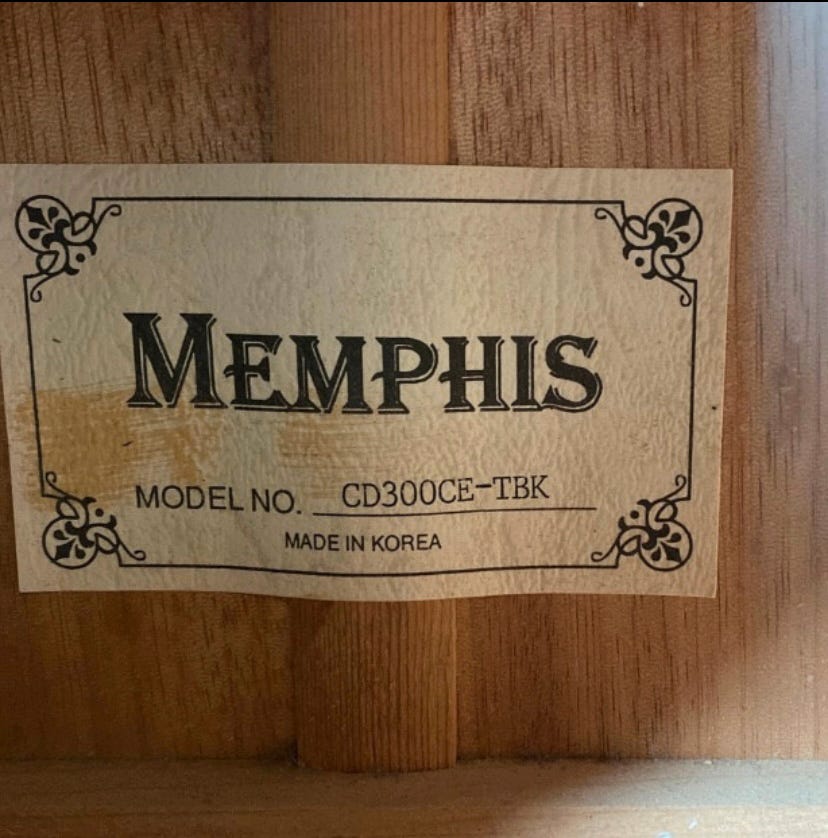 MEMPHIS
MODEL NO. CD300CE-TBK
MADE IN KOREA